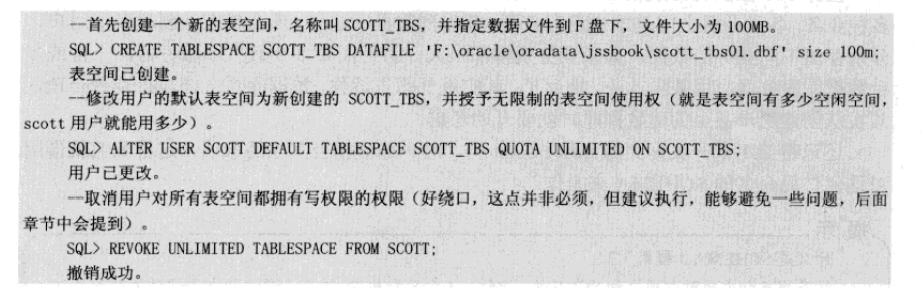 --首先创建一个新的表空间，名称叫 SCOTT_TBS，并指定数据文件到 F 盘下，文件大小为 100MB。
SQL> CREATE TABLESPACE SCOTT_TBS DATAFILE 'F:\oracle\oradata\jssbook\scott_tbs01.dbf' size 100m;
表空间已创建。
--修改用户的默认表空间为新创建的 SCOTT_TBS，并授予无限制的表空间使用权（就是表空间有多少空闲空间，
scott 用户就能用多少）。
SQL> ALTER USER SCOTT DEFAULT TABLESPACE SCOTT_TBS QUOTA UNLIMITED ON SCOTT_TBS;
用户已更改。
--取消用户对所有表空间都拥有写权限的权限（好绕口，这点并非必须，但建议执行，能够避免一些问题，后面
章节中会提到）。
SQL> REVOKE UNLIMITED TABLESPACE FROM SCOTT;
撤销成功。